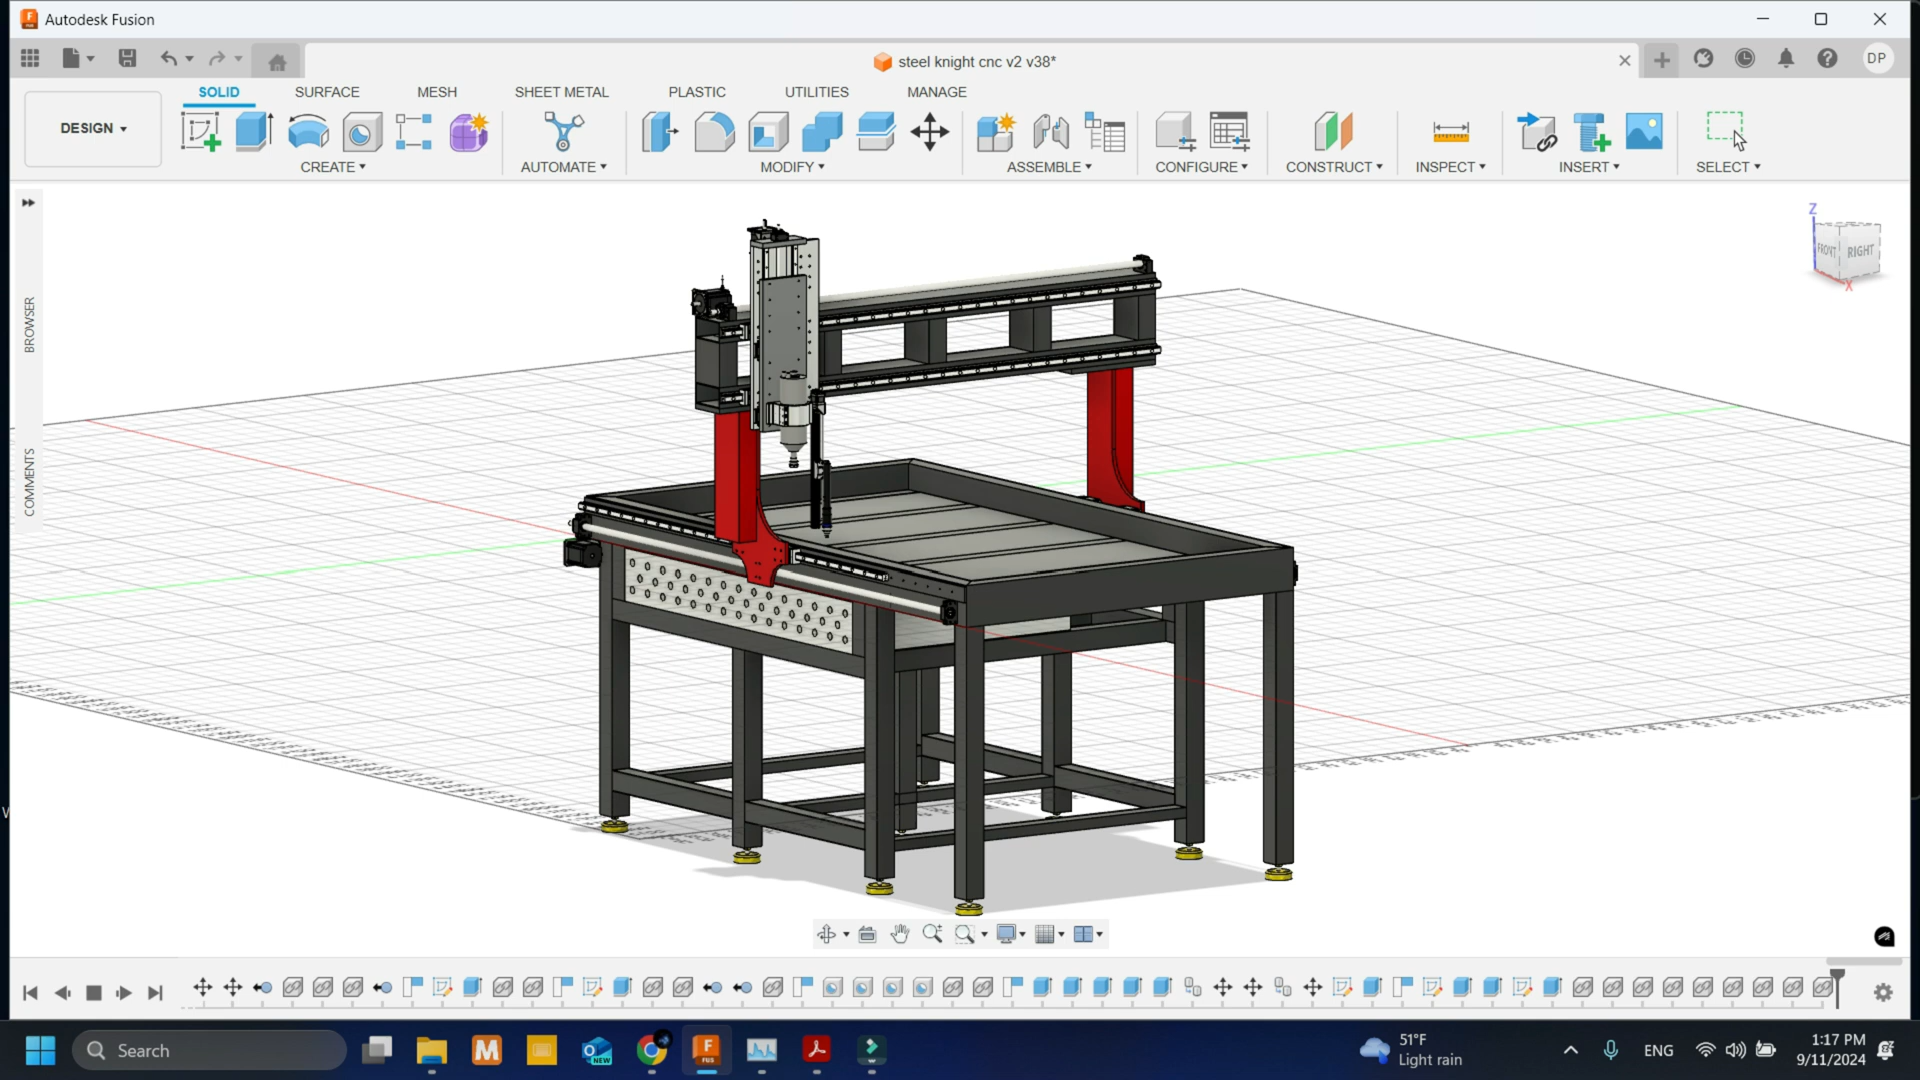 Autodesk Fusion
steel knight cnc v2 v38*
DP
DESIGN
SOLID
SURFACE
MESH
SHEET METAL
PLASTIC
UTILITIES
MANAGE
CREATE
AUTOMATE
MODIFY
ASSEMBLE
CONFIGURE
CONSTRUCT
INSPECT
INSERT
SELECT
BROWSER
COMMENTS
Z
FRONT
RIGHT
X
Search
M
NEW
F
FUS
51°F
Light rain
ENG
1:17 PM
9/11/2024